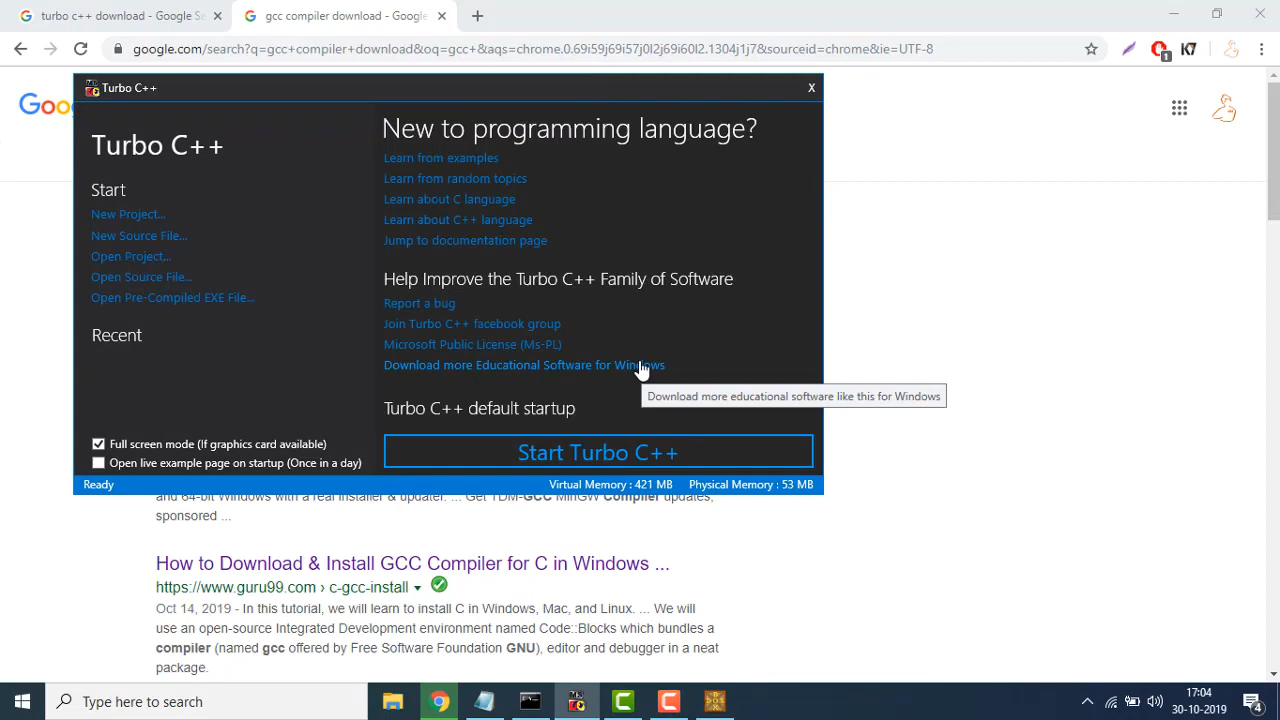 turbo c++ download - Google Se
gcc compiler download - Google
google.com/search?q=gcc+compiler+download&oq=gcc+&aqs=chrome.0.69i59j69i57j0l2j69i60l2.1304j1j7&sourceid=chrome&ie=UTF-8
1
K7
Goo
Turbo C++
X
Turbo C++
Start
New Project...
New Source File...
Open Project...
Open Source File...
Open Pre-Compiled EXE File...
Recent
Full screen mode (If graphics card available)
Open live example page on startup (Once in a day)
New to programming language?
Learn from examples
Learn from random topics
Learn about C language
Learn about C++ language
Jump to documentation page
Help Improve the Turbo C++ Family of Software
Report a bug
Join Turbo C++ facebook group
Microsoft Public License (Ms-PL)
Download more Educational Software for Windows
Download more educational software like this for Windows
Turbo C++ default startup
Start Turbo C++
Ready
Virtual Memory : 421 MB
Physical Memory : 53 MB
and 64-bit Windows with a real installer & updater. ... Get TDM-GCC MinGW Compiler updates,
sponsored ...
How to Download & Install GCC Compiler for C in Windows ...
https://www.guru99.com › c-gcc-install
Oct 14, 2019 - In this tutorial, we will learn to install C in Windows, Mac, and Linux. ... We will
use an open-source Integrated Development environment named Code::Blocks which bundles a
compiler (named gcc offered by Free Software Foundation GNU), editor and debugger in a neat
package.
Type here to search
17:04
30-10-2019
4